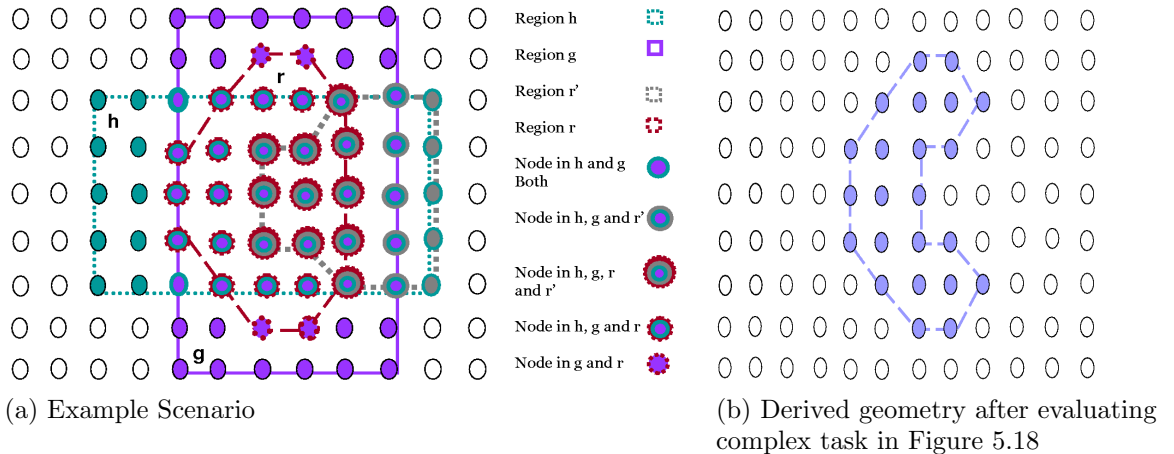 h
r
g
Region h
Region g
Region r'
Region r
Node in h and g
Both
Node in h, g and r'
Node in h, g, r
and r'
Node in h, g and r
Node in g and r
(a) Example Scenario
(b) Derived geometry after evaluating
complex task in Figure 5.18